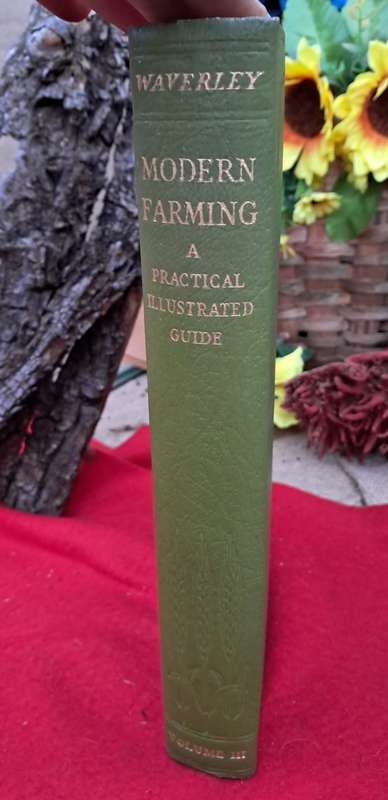 WAVERLEY
MODERN
FARMING
A
PRACTICAL
ILLUSTRATED
GUIDE
VOLUME III